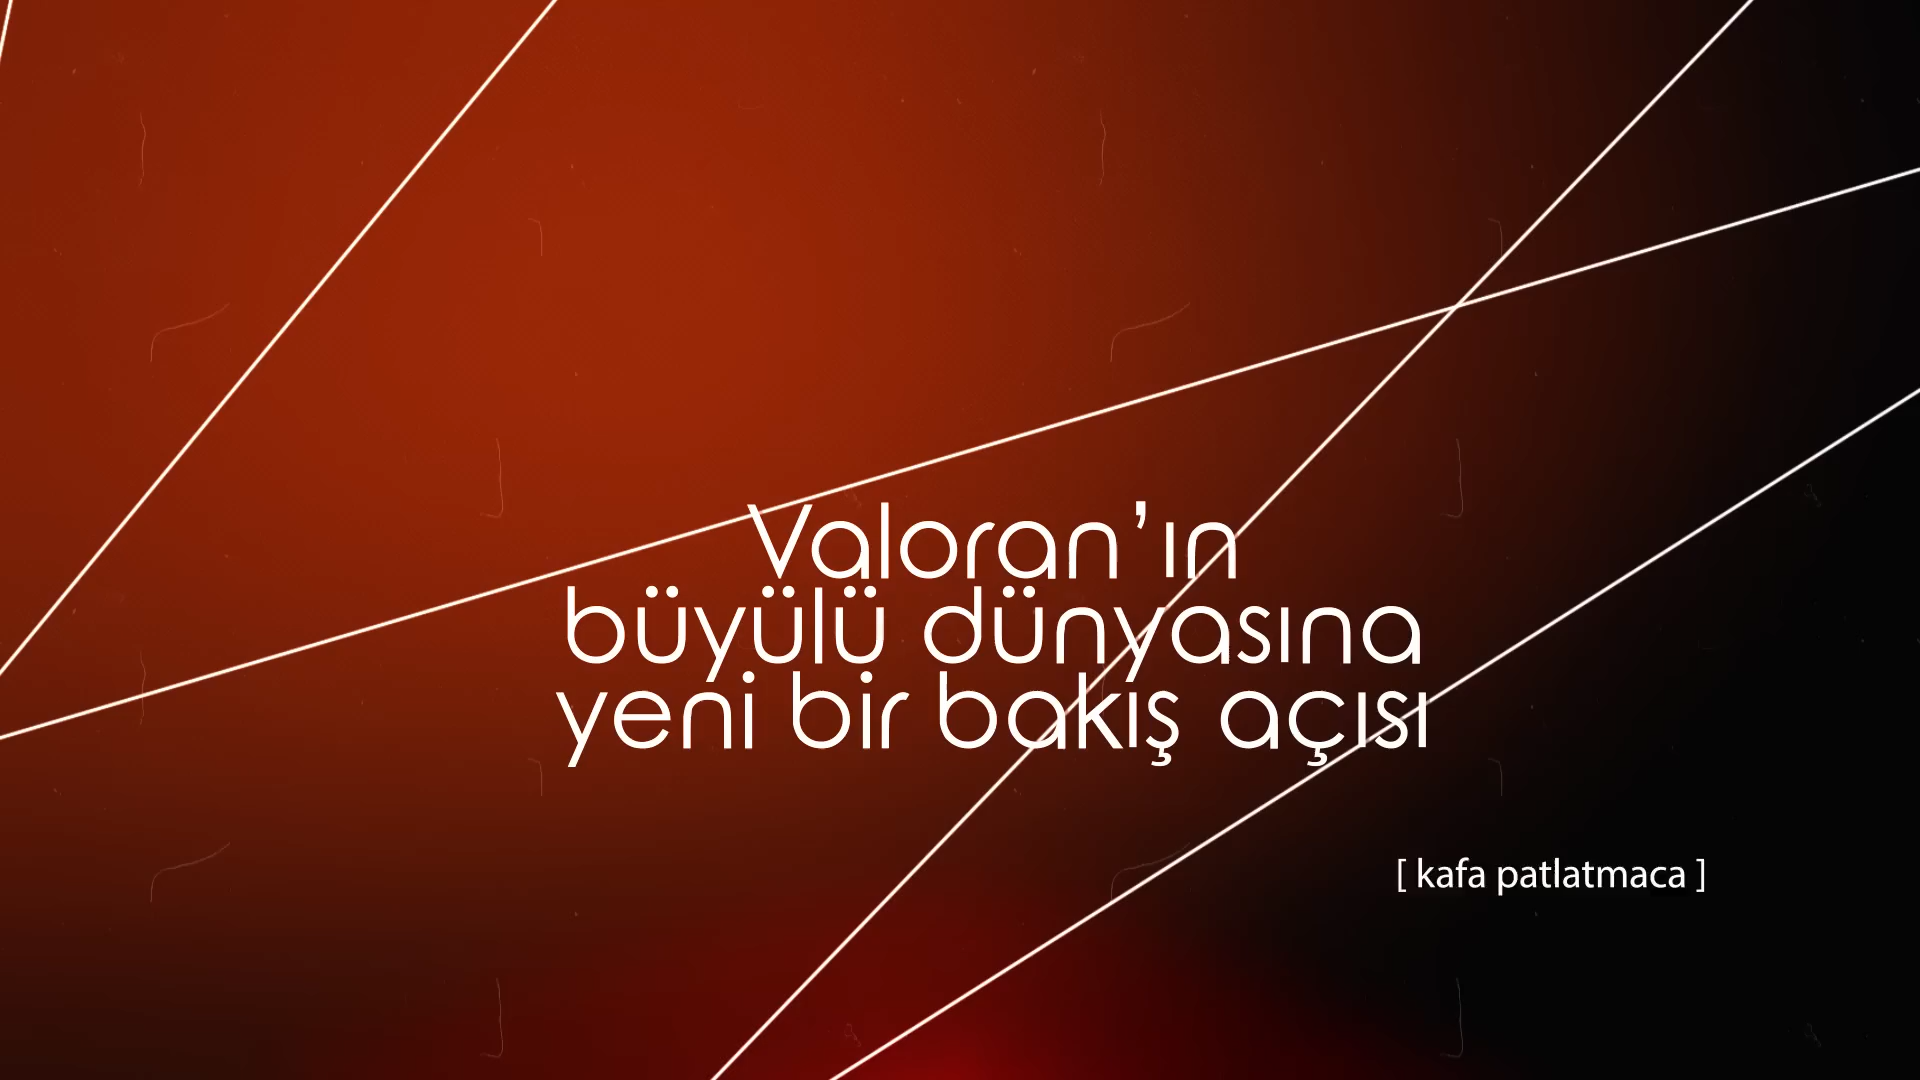 Valoran’ın
büyülü dünyasına
yeni bir bakış açısı
[ kafa patlatmaca ]